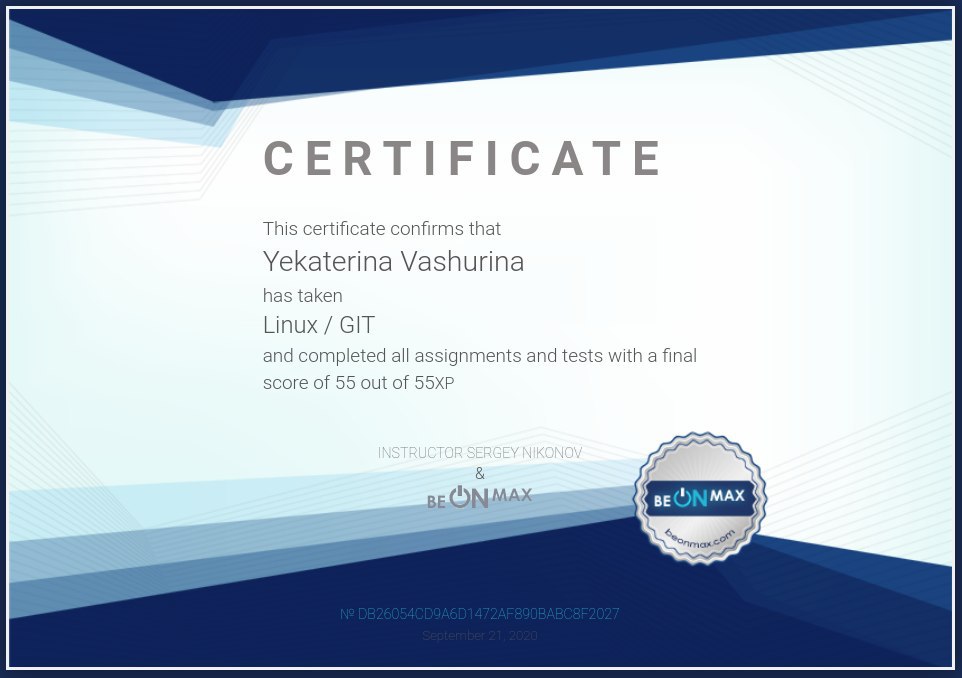 CERTIFICATE
This certificate confirms that
Yekaterina Vashurina
has taken
Linux / GIT
and completed all assignments and tests with a final
score of 55 out of 55XP
INSTRUCTOR SERGEY NIKONOV
&
BE ON MAX
BE ON MAX
beonmax.com
№ DB26054CD9A6D1472AF890BABC8F2027
September 21, 2020